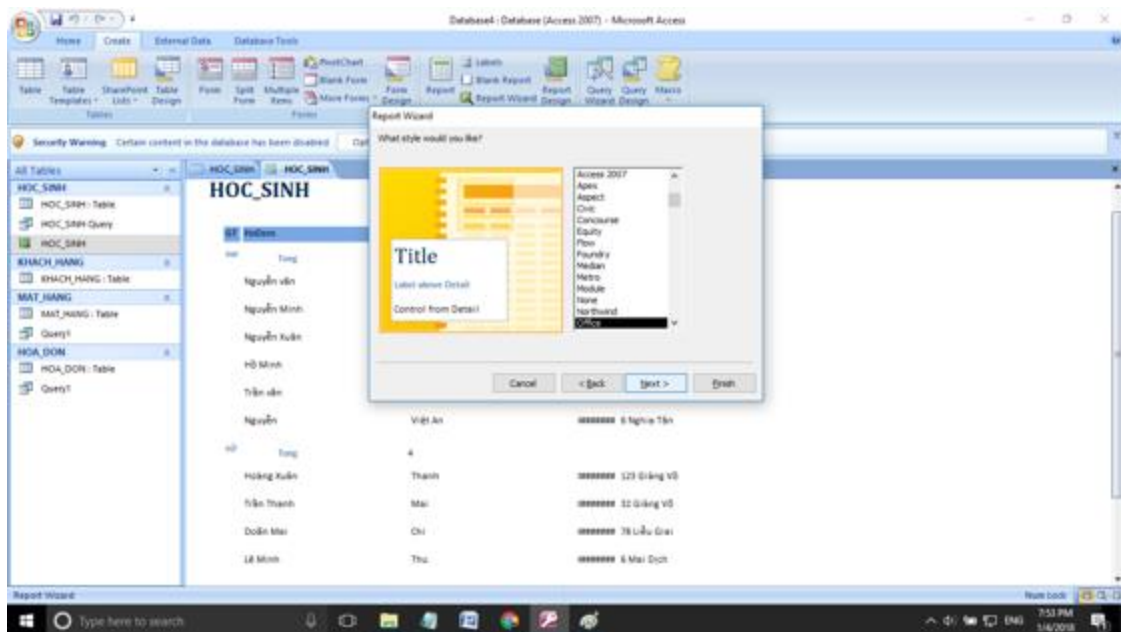 Database4 : Database (Access 2007) - Microsoft Access
Home Create External Data Database Tools
Table Table Templates SharePoint Lists Table Design
Form Split Form Multiple Items PivotChart Blank Form More Forms Form Design
Report Labels Blank Report Report Wizard Report Design
Query Wizard Query Design Macro
Tables Forms
Security Warning Certain content in the database has been disabled
All Tables
HOC_SINH
HOC_SINH : Table
HOC_SINH Query
HOC_SINH
KHACH_HANG
KHACH_HANG : Table
MAT_HANG
MAT_HANG : Table
Query1
HOA_DON
HOA_DON : Table
Query1
HOC_SINH HOC_SINH
HOC_SINH
GT HoDem
Tong
Nguyễn văn
Nguyễn Minh
Nguyễn Xuân
Hồ Minh
Trần văn
Nguyễn Việt An ######## 6 Nghĩa Tân
nữ Tong 4
Hoàng Xuân Thanh ######## 123 Giảng Võ
Trần Thanh Mai ######## 32 Giảng Võ
Doãn Mai Chi ######## 78 Liễu Giai
Lê Minh Thu ######## 6 Mai Dịch
Report Wizard
What style would you like?
Title
Label above Detail
Control from Detail
Access 2007
Apex
Aspect
Civic
Concourse
Equity
Flow
Foundry
Median
Metro
Module
None
Northwind
Office
Cancel < Back Next > Finish
Report Wizard Num Lock
Type here to search
ENG 7:53 PM
1/4/2018